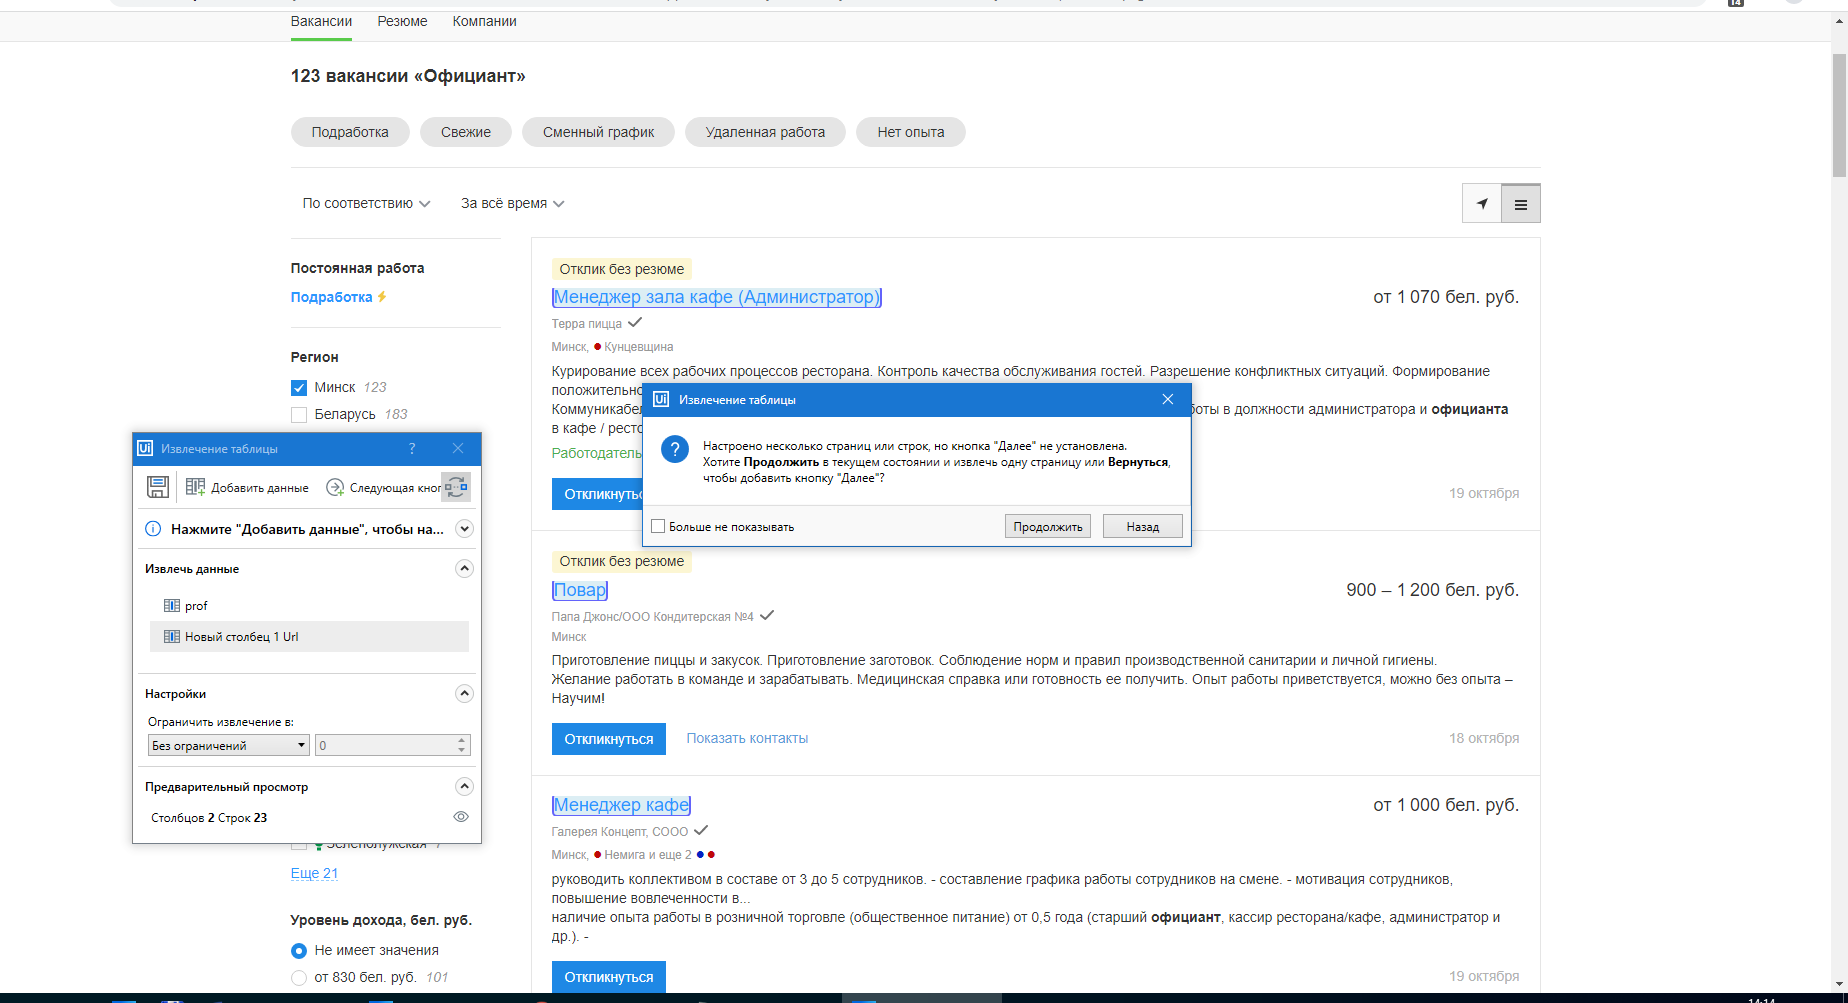 14
Вакансии
Резюме
Компании
123 вакансии «Официант»
Подработка
Свежие
Сменный график
Удаленная работа
Нет опыта
По соответствию
За всё время
Постоянная работа
Подработка
Регион
Минск 123
Беларусь 183
Зеленолужская 7
Еще 21
Уровень дохода, бел. руб.
Не имеет значения
от 830 бел. руб. 101
Отклик без резюме
Менеджер зала кафе (Администратор)
от 1 070 бел. руб.
Терра пицца
Минск, Кунцевщина
Курирование всех рабочих процессов ресторана. Контроль качества обслуживания гостей. Разрешение конфликтных ситуаций. Формирование
положительно
Коммуникабел
боты в должности администратора и официанта
в кафе / ресто
Работодатель
Откликнутьс
19 октября
Отклик без резюме
Повар
900 – 1 200 бел. руб.
Папа Джонс/ООО Кондитерская №4
Минск
Приготовление пиццы и закусок. Приготовление заготовок. Соблюдение норм и правил производственной санитарии и личной гигиены.
Желание работать в команде и зарабатывать. Медицинская справка или готовность ее получить. Опыт работы приветствуется, можно без опыта –
Научим!
Откликнуться
Показать контакты
18 октября
Менеджер кафе
от 1 000 бел. руб.
Галерея Концепт, СООО
Минск, Немига и еще 2
руководить коллективом в составе от 3 до 5 сотрудников. - составление графика работы сотрудников на смене. - мотивация сотрудников,
повышение вовлеченности в...
наличие опыта работы в розничной торговле (общественное питание) от 0,5 года (старший официант, кассир ресторана/кафе, администратор и
др.). -
Откликнуться
19 октября
Ui Извлечение таблицы ?
Добавить данные
Следующая кног
Нажмите "Добавить данные", чтобы на...
Извлечь данные
prof
Новый столбец 1 Url
Настройки
Ограничить извлечение в:
Без ограничений
0
Предварительный просмотр
Столбцов 2 Строк 23
Ui Извлечение таблицы
?
Настроено несколько страниц или строк, но кнопка "Далее" не установлена.
Хотите Продолжить в текущем состоянии и извлечь одну страницу или Вернуться,
чтобы добавить кнопку "Далее"?
Больше не показывать
Продолжить
Назад
14:14